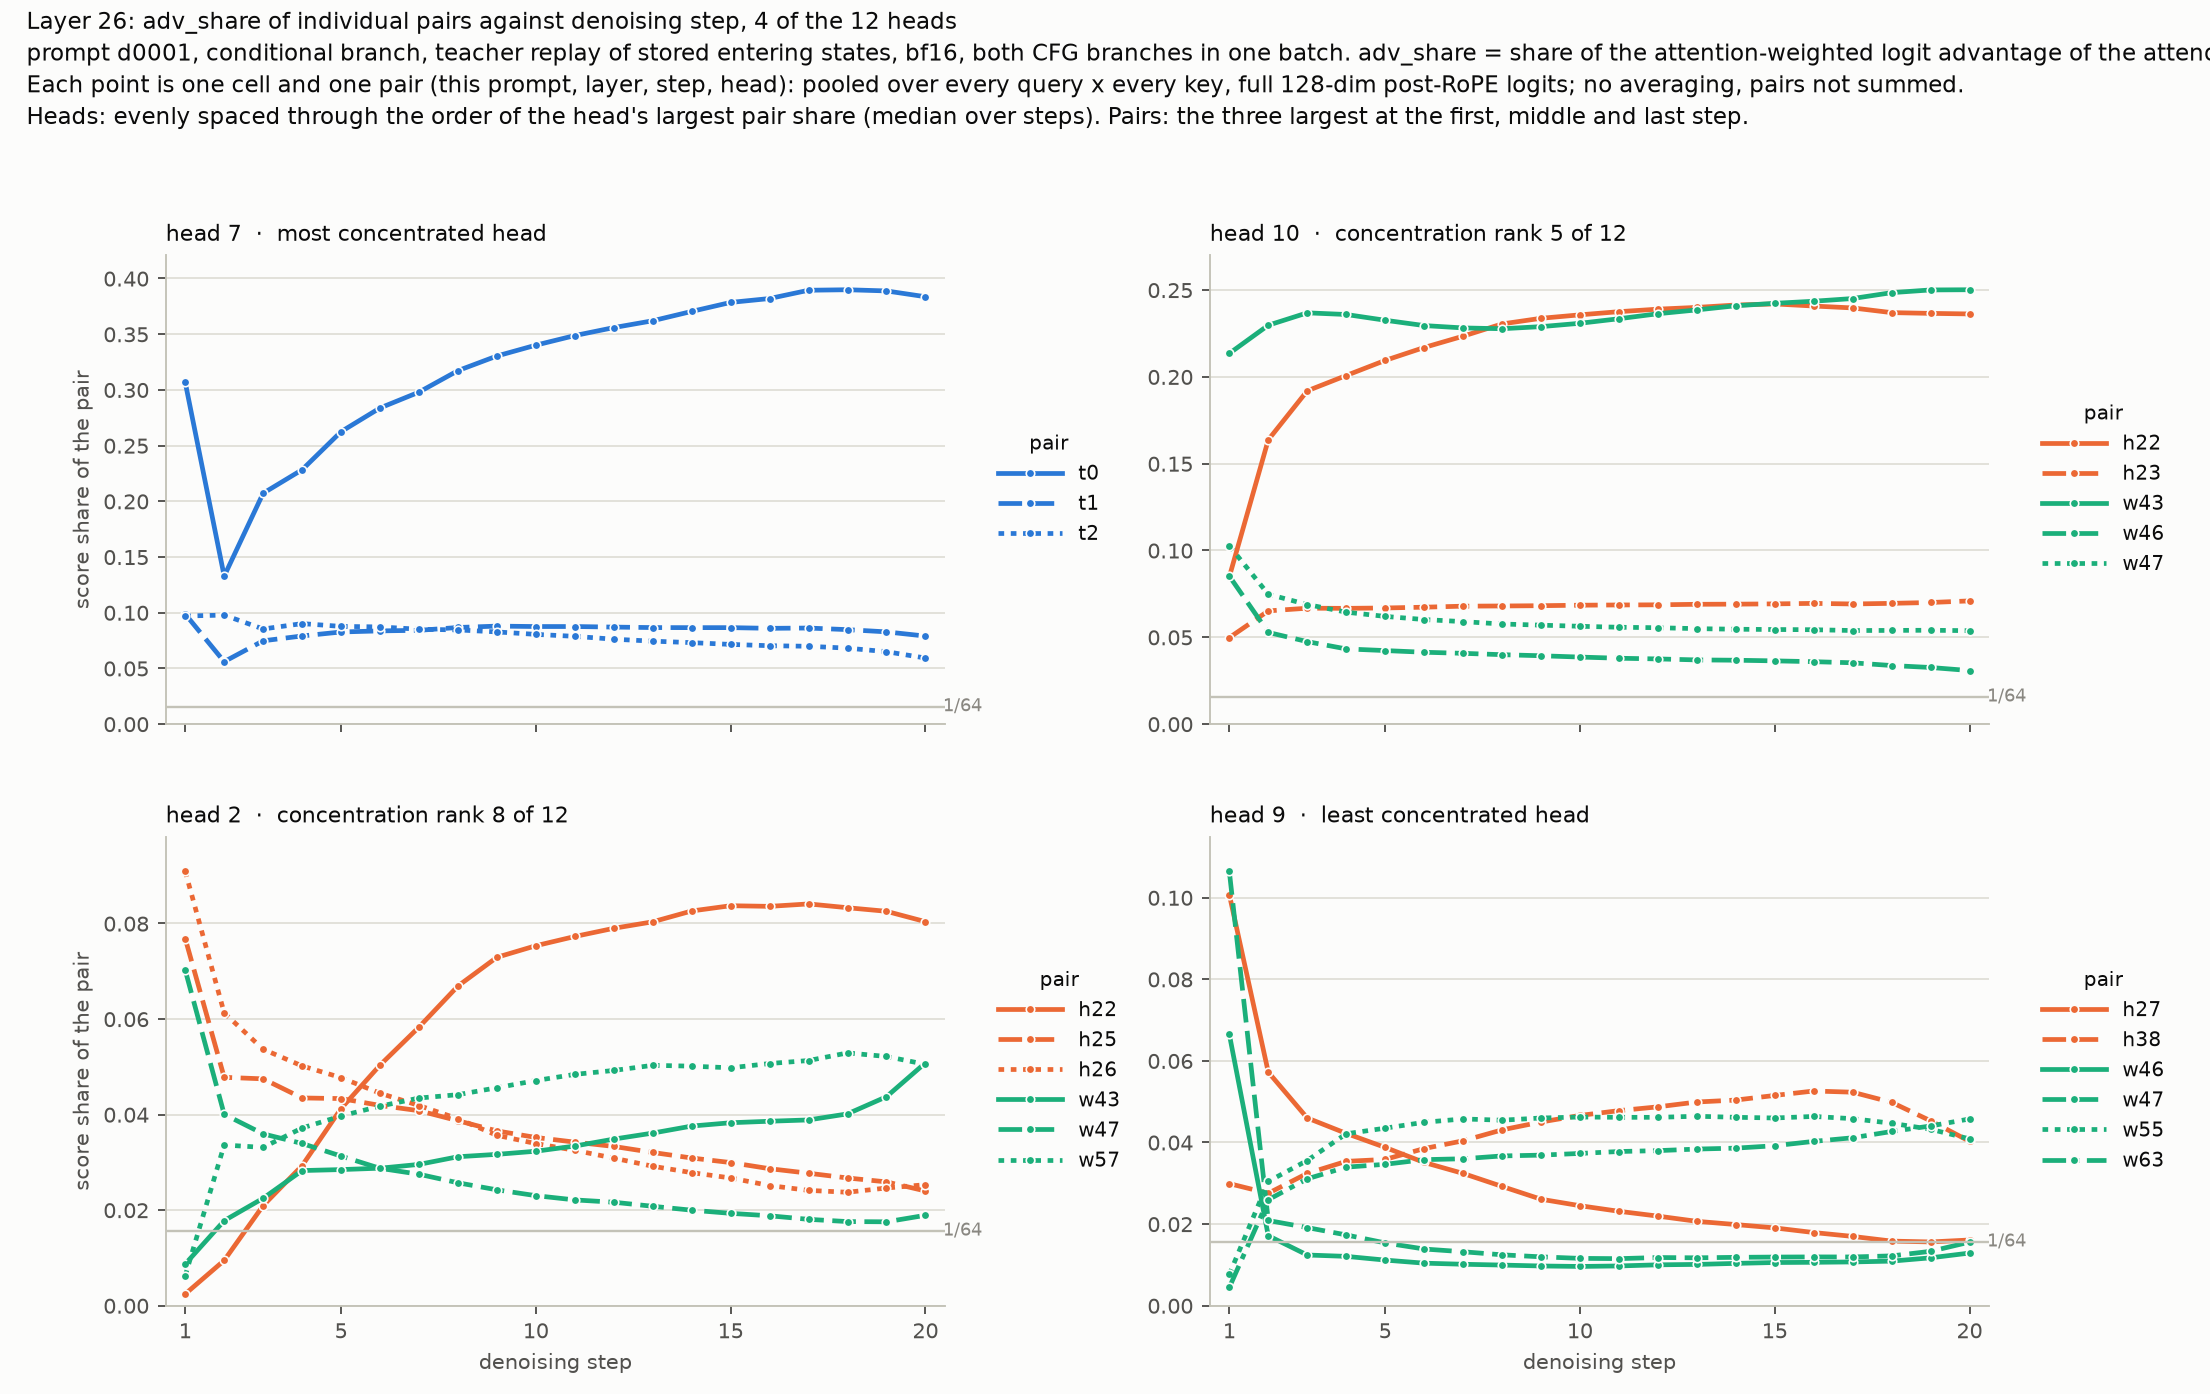 Layer 26: adv_share of individual pairs against denoising step, 4 of the 12 heads
prompt d0001, conditional branch, teacher replay of stored entering states, bf16, both CFG branches in one batch. adv_share = share of the attention-weighted logit advantage of the
Each point is one cell and one pair (this prompt, layer, step, head): pooled over every query x every key, full 128-dim post-RoPE logits; no averaging, pairs not summed.
Heads: evenly spaced through the order of the head's largest pair share (median over steps). Pairs: the three largest at the first, middle and last step.
head 7 · most concentrated head
score share of the pair
0.40
0.35
0.30
0.25
0.20
0.15
0.10
0.05
0.00
1/64
pair
t0
t1
t2
head 10 · concentration rank 5 of 12
0.25
0.20
0.15
0.10
0.05
0.00
1/64
pair
h22
h23
w43
w46
w47
head 2 · concentration rank 8 of 12
score share of the pair
0.08
0.06
0.04
0.02
0.00
1/64
1 5 10 15 20
denoising step
pair
h22
h25
h26
w43
w47
w57
head 9 · least concentrated head
0.10
0.08
0.06
0.04
0.02
0.00
1/64
1 5 10 15 20
denoising step
pair
h27
h38
w46
w47
w55
w63